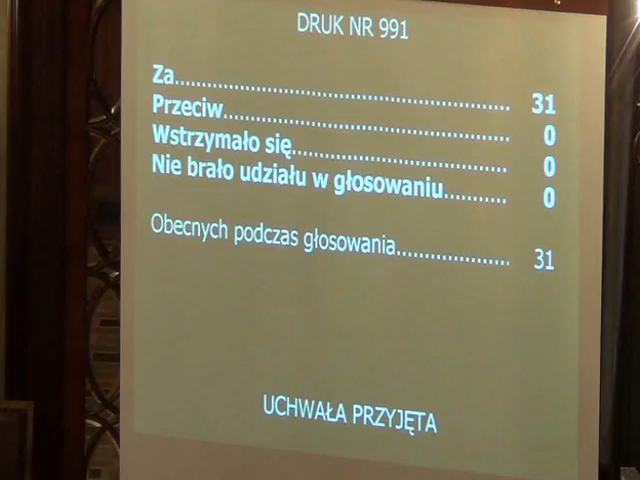 DRUK NR 991
Za.................................................... 31
Przeciw............................................ 0
Wstrzymało się................................. 0
Nie brało udziału w głosowaniu.......... 0
Obecnych podczas głosowania................. 31
UCHWAŁA PRZYJĘTA